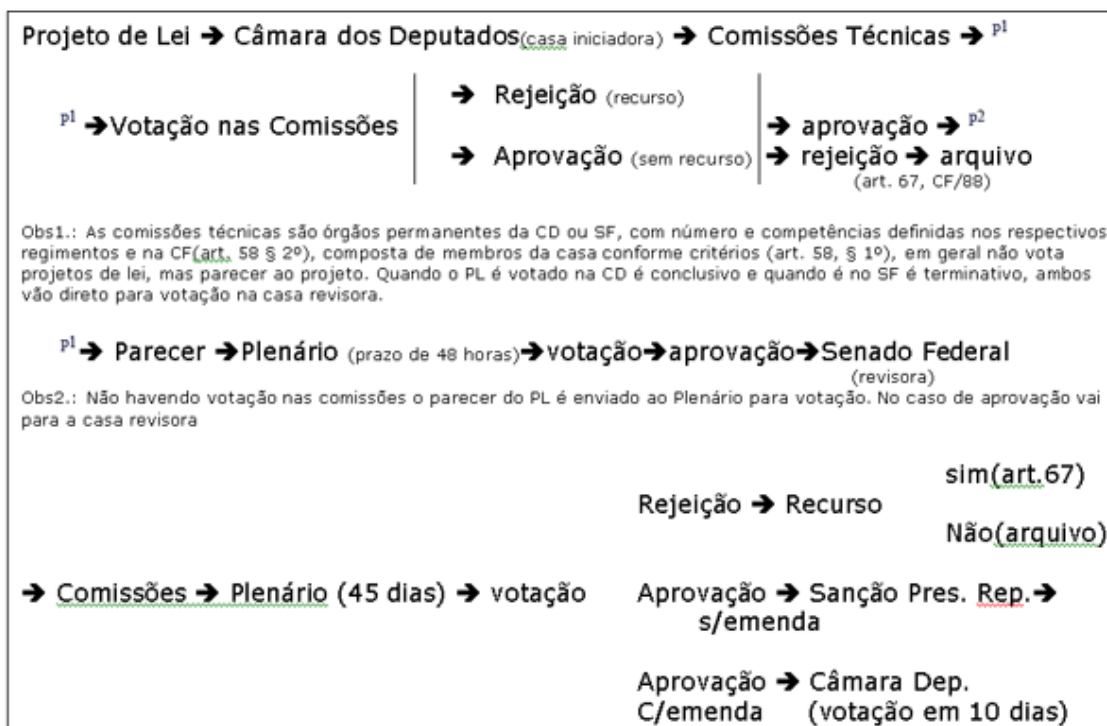 Projeto de Lei ➔ Câmara dos Deputados(casa iniciadora) ➔ Comissões Técnicas ➔ p1
➔ Rejeição (recurso)
p1 ➔Votação nas Comissões ➔ aprovação ➔ p2
➔ Aprovação (sem recurso) ➔ rejeição ➔ arquivo
(art. 67, CF/88)
Obs1.: As comissões técnicas são órgãos permanentes da CD ou SF, com número e competências definidas nos respectivos
regimentos e na CF(art. 58 § 2º), composta de membros da casa conforme critérios (art. 58, § 1º), em geral não vota
projetos de lei, mas parecer ao projeto. Quando o PL é votado na CD é conclusivo e quando é no SF é terminativo, ambos
vão direto para votação na casa revisora.
p1 ➔ Parecer ➔Plenário (prazo de 48 horas)➔votação➔aprovação➔Senado Federal
(revisora)
Obs2.: Não havendo votação nas comissões o parecer do PL é enviado ao Plenário para votação. No caso de aprovação vai
para a casa revisora
sim(art.67)
Rejeição ➔ Recurso
Não(arquivo)
➔ Comissões ➔ Plenário (45 dias) ➔ votação Aprovação ➔ Sanção Pres. Rep.➔
s/emenda
Aprovação ➔ Câmara Dep.
C/emenda (votação em 10 dias)